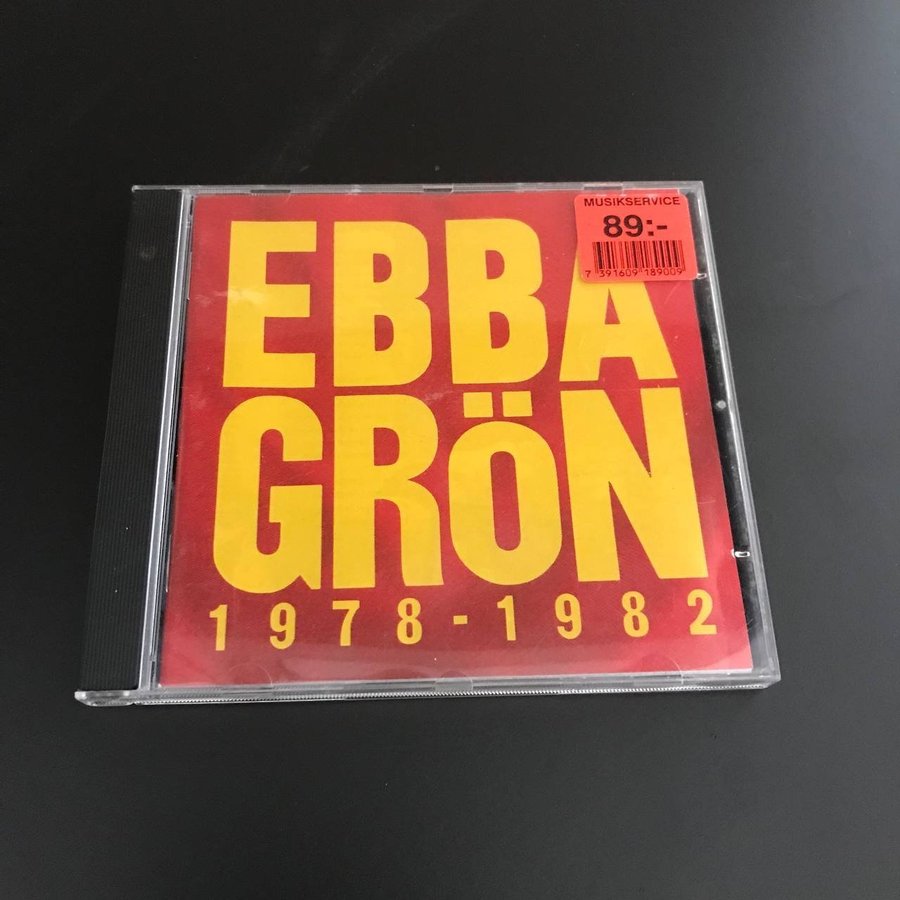 MUSIKSERVICE
89:-
7 391609 189009
EBBA
GRÖN
1978-1982